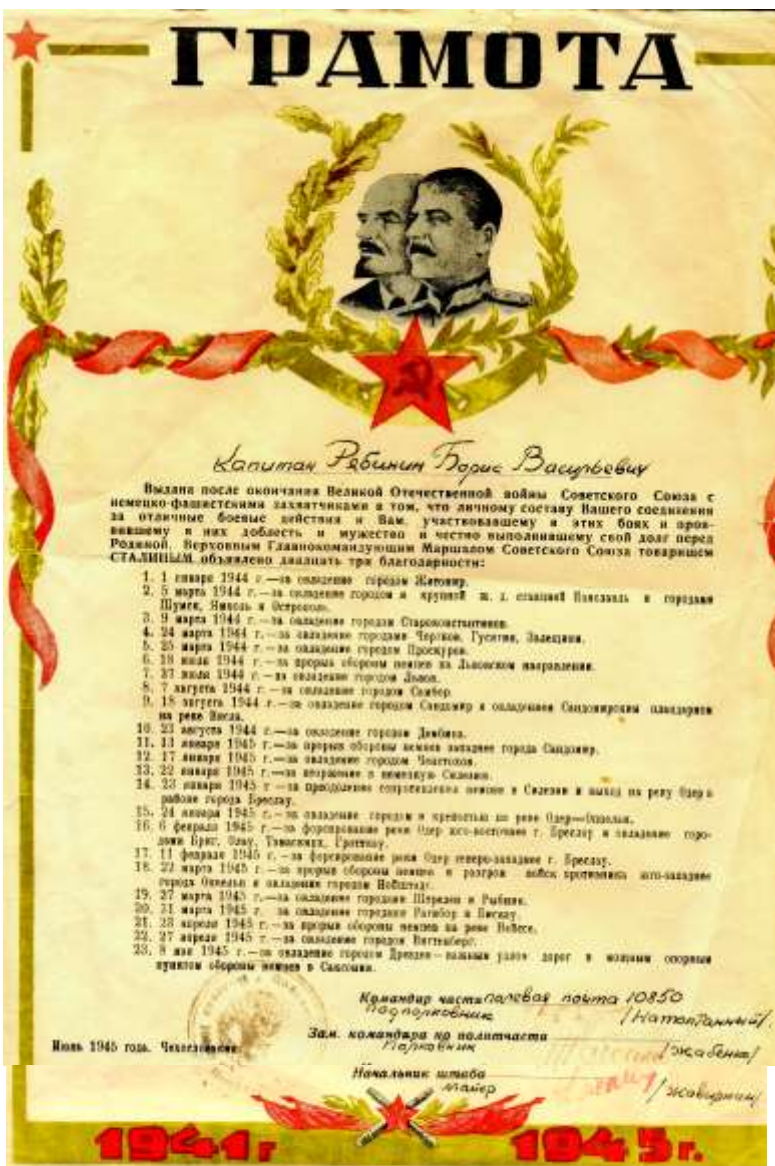 ГРАМОТА
Капитан Рябинин Борис Васильевич
Выдана после окончания Великой Отечественной войны Советского Союза с
немецко-фашистскими захватчиками в том, что личному составу Нашего соединения
за отличные боевые действия и Вам, участвовавшему в этих боях и проя-
вившему в них доблесть и мужество и честно выполнившему свой долг перед
Родиной, Верховным Главнокомандующим Маршалом Советского Союза товарищем
СТАЛИНЫМ объявлено двадцать три благодарности:
1. 1 января 1944 г.—за овладение городом Житомир.
2. 5 марта 1944 г.—за овладение городом и крупной ж. д. станцией Изяславль и городами
Шумск, Ямполь и Острополь.
3. 9 марта 1944 г.—за овладение городом Староконстантинов.
4. 24 марта 1944 г.—за овладение городами Чортков, Гусятин, Залещики.
5. 25 марта 1944 г.—за овладение городом Проскуров.
6. 18 июля 1944 г.—за прорыв обороны немцев на Львовском направлении.
7. 27 июля 1944 г.—за овладение городом Львов.
8. 7 августа 1944 г.—за овладение городом Самбор.
9. 18 августа 1944 г.—за овладение городом Сандомир и овладением Сандомирским плацдармом
на реке Висла.
10. 23 августа 1944 г.—за овладение городом Дембица.
11. 13 января 1945 г.—за прорыв обороны немцев западнее города Сандомир.
12. 17 января 1945 г.—за овладение городом Ченстохов.
13. 22 января 1945 г.—за вторжение в немецкую Силезию.
14. 23 января 1945 г.—за преодоление сопротивления немцев в Силезии и выход на реку Одер в
районе города Бреслау.
15. 24 января 1945 г.—за овладение городом и крепостью на реке Одер—Оппельн.
16. 6 февраля 1945 г.—за форсирование реки Одер юго-восточнее г. Бреслау и овладение горо-
дами Бриг, Олау, Гроткау.
17. 11 февраля 1945 г.—за форсирование реки Одер северо-западнее г. Бреслау.
18. 22 марта 1945 г.—за прорыв обороны немцев и разгром войск противника юго-западнее
города Оппельн и овладение городом Нойштадт.
19. 27 марта 1945 г.—за овладение городами и Рыбник.
20. 31 марта 1945 г. за овладение городами Ратибор и Бискау.
21. 23 апреля 1945 г.—за прорыв обороны немцев на реке Нейсе.
22. 27 апреля 1945 г.—за овладение городом Виттенберг.
23. 8 мая 1945 г.—за овладение городом Дрезден—важным узлом дорог и мощным опорным
пунктом обороны немцев в Саксонии.
Командир части полевая почта 10850
подполковник
Зам. командира по политчасти
Июль 1945 года. Чехословакия
Начальник штаба
майор
1941 г 1945 г.